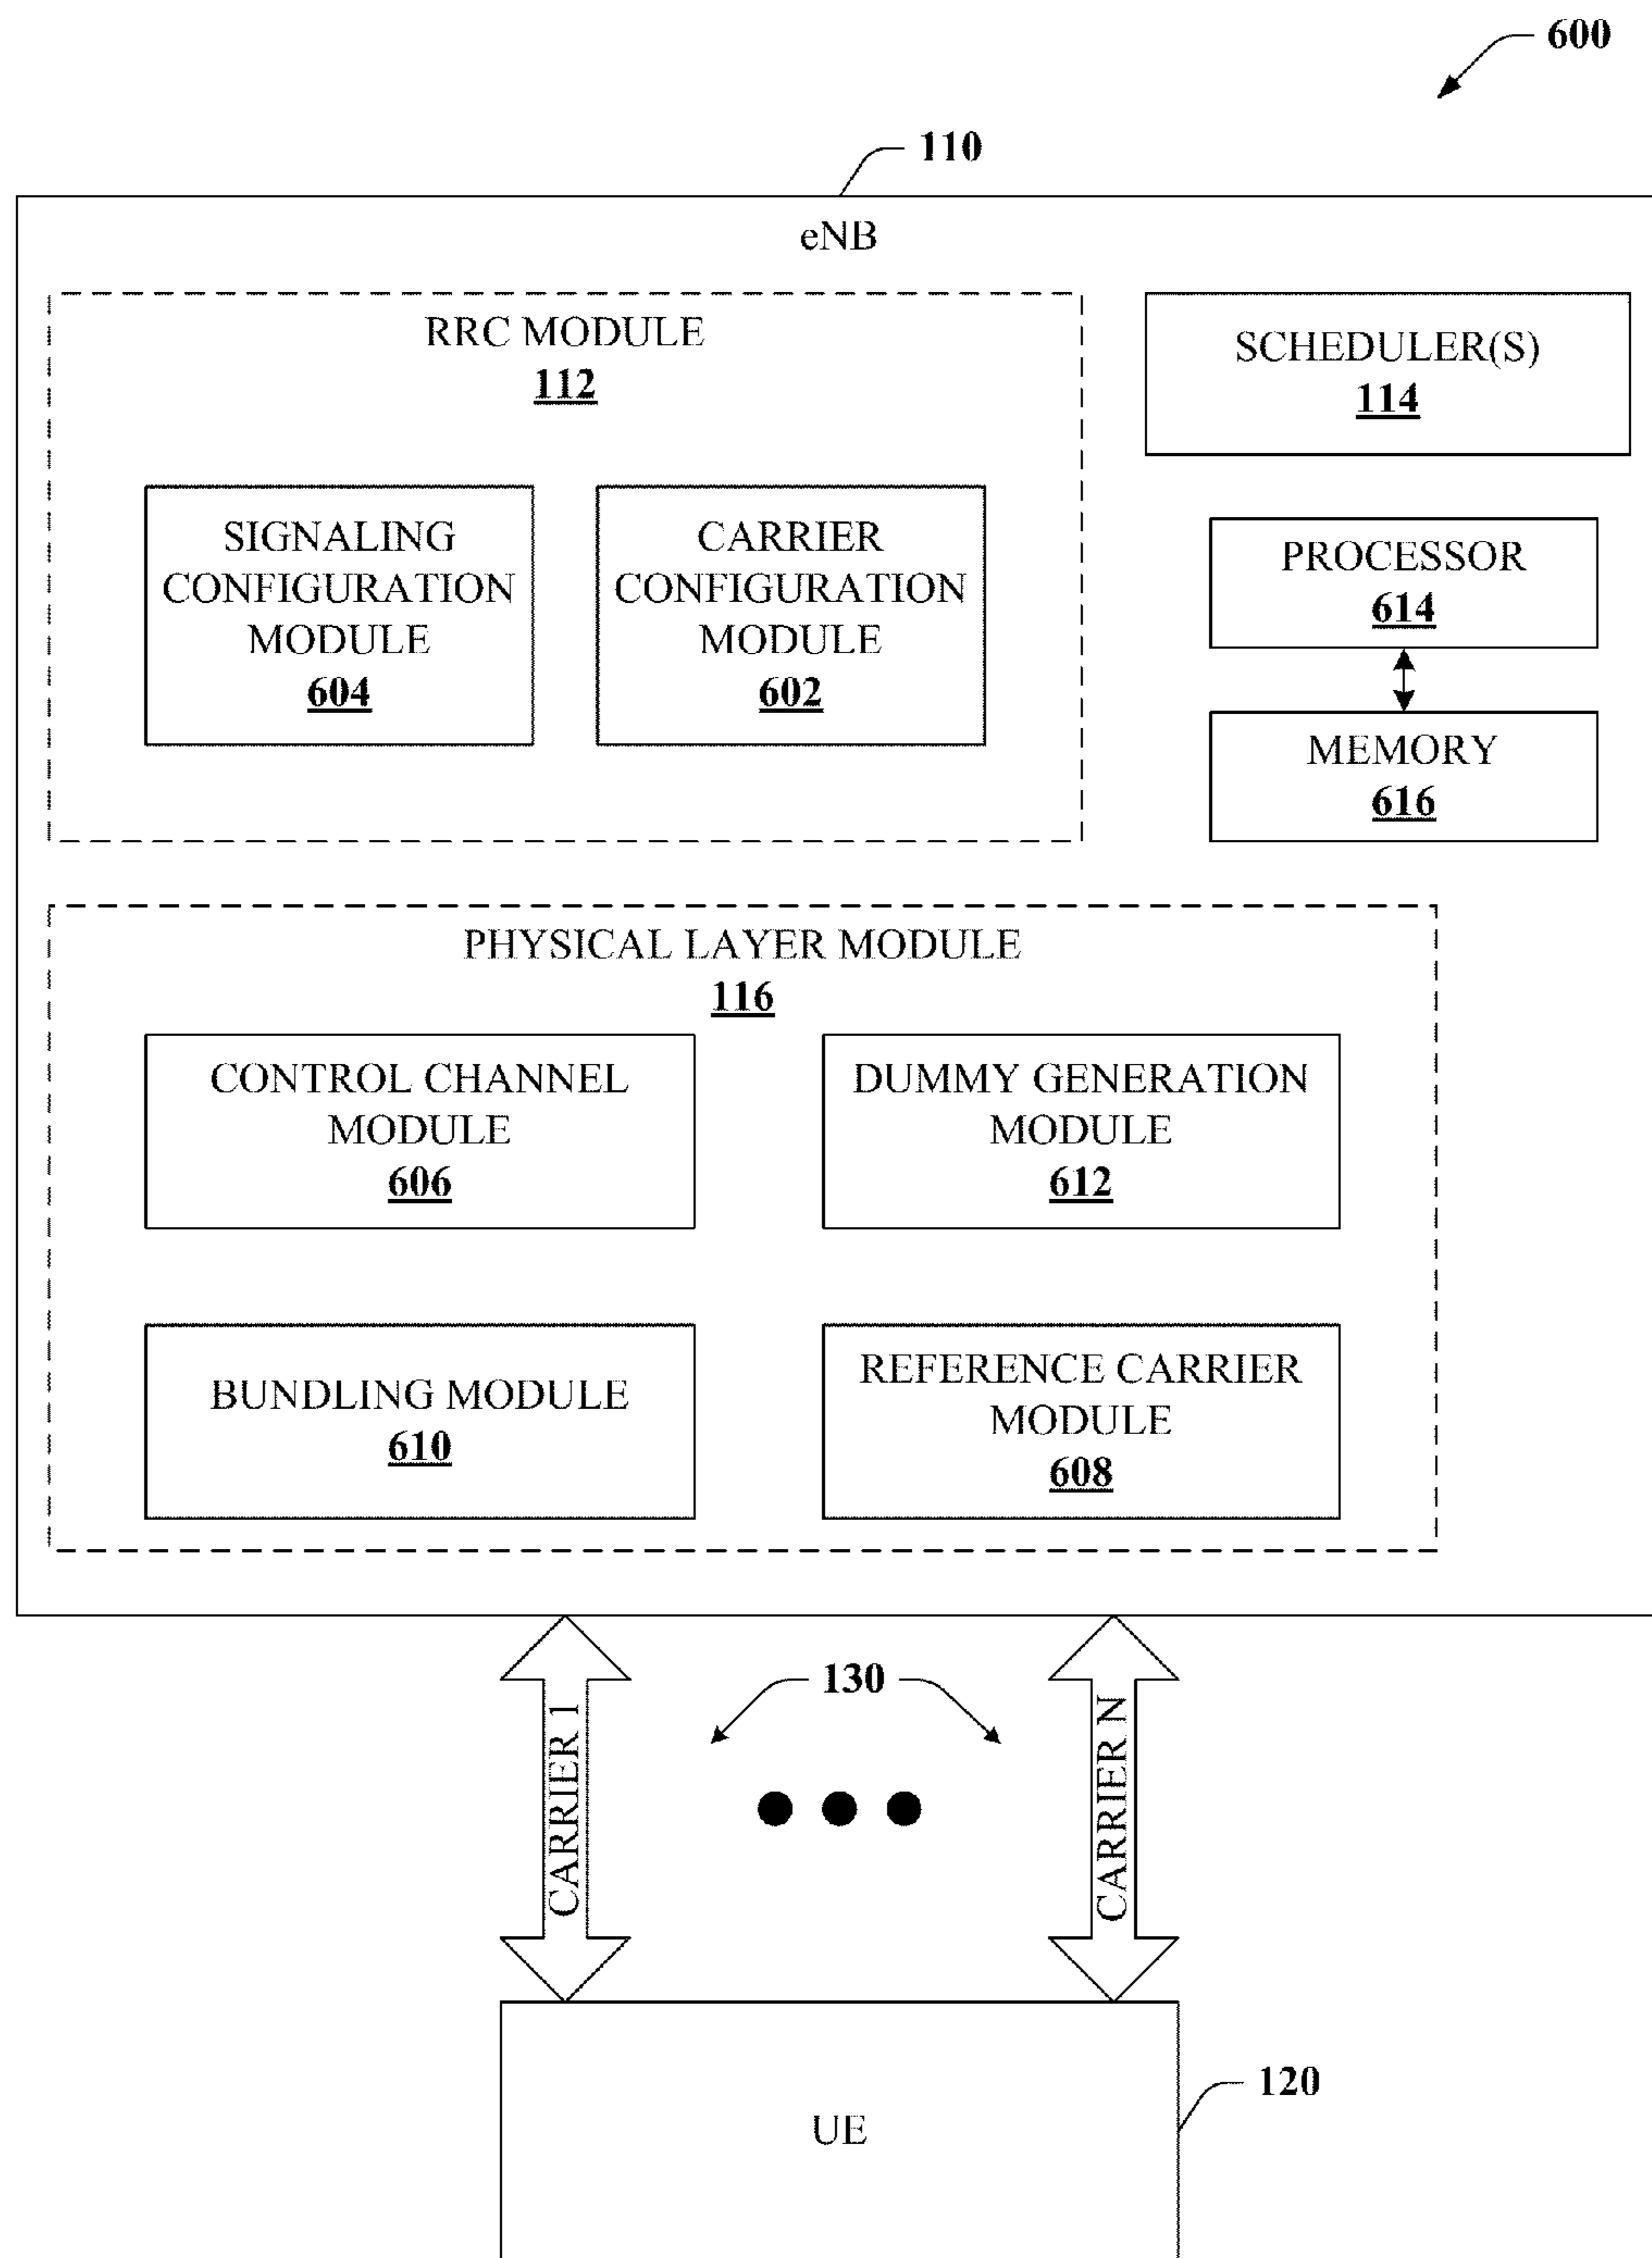 600
110
eNB
RRC MODULE
112
SCHEDULER(S)
114
SIGNALING
CONFIGURATION
MODULE
604
CARRIER
CONFIGURATION
MODULE
602
PROCESSOR
614
MEMORY
616
PHYSICAL LAYER MODULE
116
CONTROL CHANNEL
MODULE
606
DUMMY GENERATION
MODULE
612
BUNDLING MODULE
610
REFERENCE CARRIER
MODULE
608
CARRIER 1
130
CARRIER N
120
UE